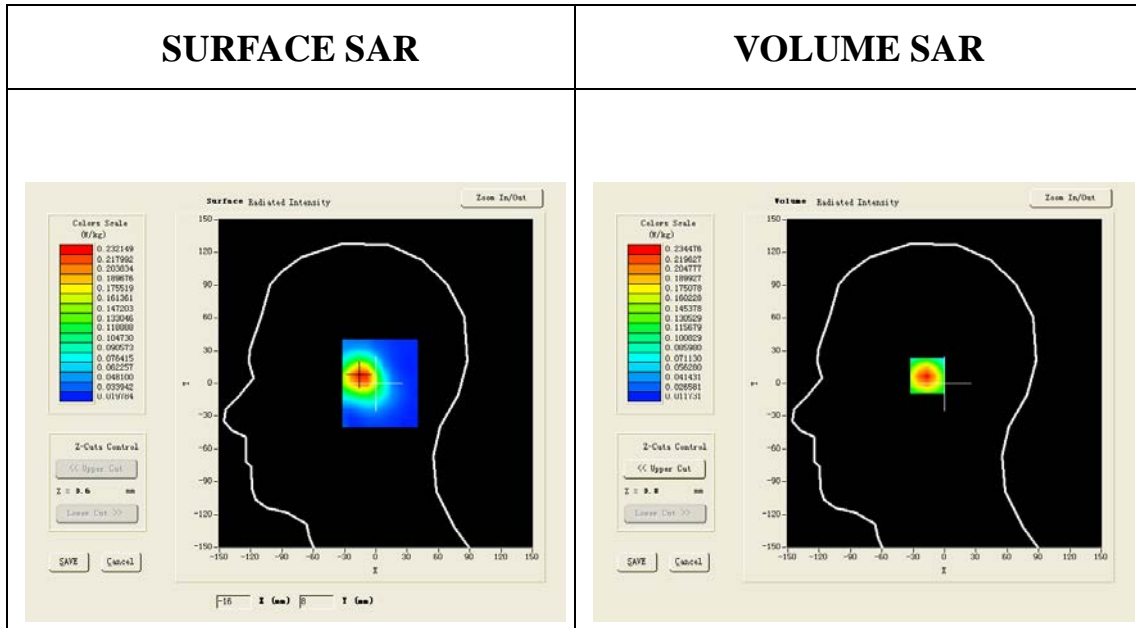 SURFACE SAR
VOLUME SAR
Surface Radiated Intensity
Zoom In/Out
Colors Scale
(W/kg)
0.232149
0.217992
0.203834
0.189676
0.175519
0.161361
0.147203
0.133046
0.118888
0.104730
0.090573
0.076415
0.062257
0.048100
0.033942
0.019784
150
120
90
60
30
0
-30
-60
-90
-120
-150
Y
-150 -120 -90 -60 -30 0 30 60 90 120 150
X
Z-Cuts Control
<< Upper Cut
Lower Cut >>
SAVE
Cancel
-16 X (mm) 8 Y (mm)
Volume Radiated Intensity
Zoom In/Out
Colors Scale
(W/kg)
0.234476
0.219627
0.204777
0.189927
0.175078
0.160228
0.145378
0.130529
0.115679
0.100829
0.085980
0.071130
0.056280
0.041431
0.026581
0.011731
150
120
90
60
30
0
-30
-60
-90
-120
-150
Y
-150 -120 -90 -60 -30 0 30 60 90 120 150
X
Z-Cuts Control
<< Upper Cut
Lower Cut >>
SAVE
Cancel